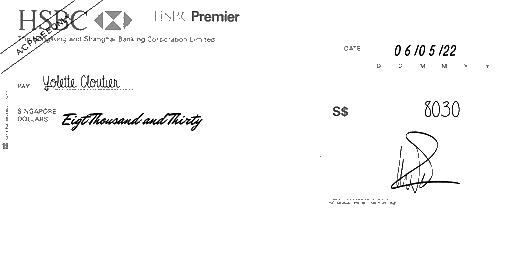 HSBC HSBC Premier
The Hongkong and Shanghai Banking Corporation Limited
A/C PAYEE ONLY
DATE 06/05/22
D D M M Y Y
PAY Yolette Cloutier
SINGAPORE DOLLARS Eigt Thousand and Thirty
S$ 8030